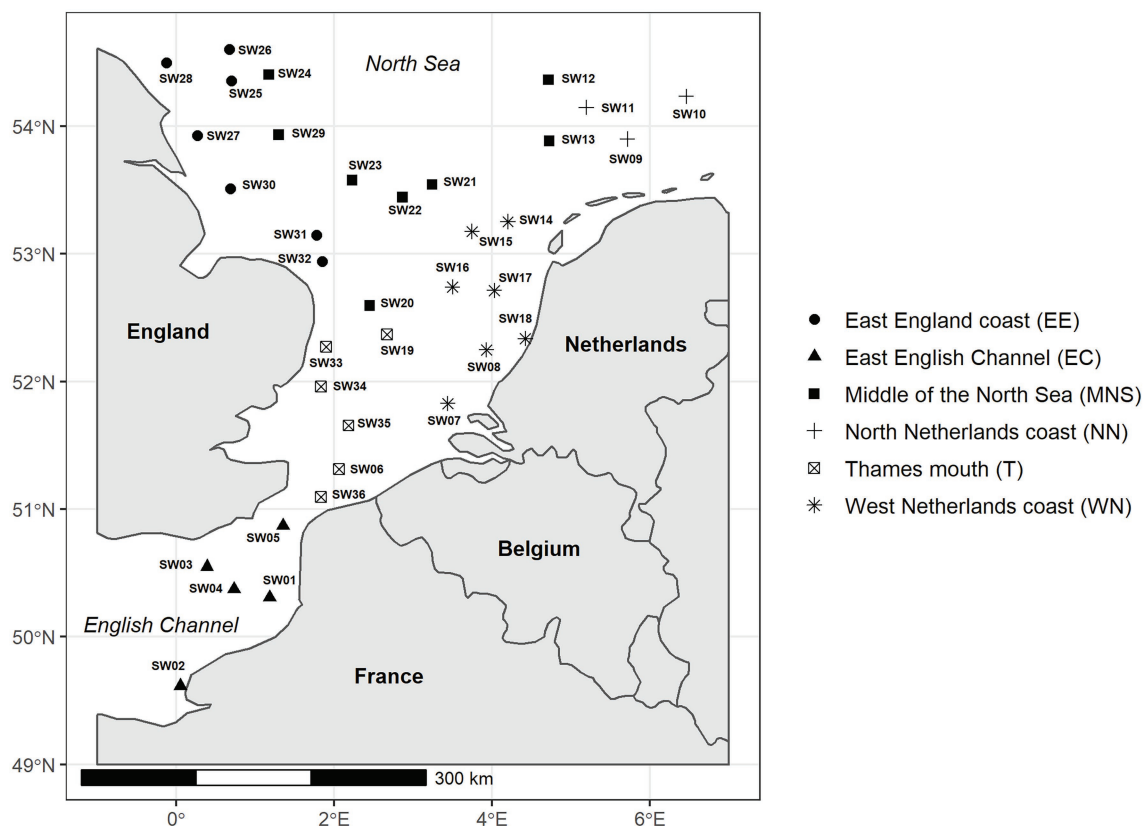 SW26
North Sea
SW28
SW24
SW25
SW12
SW11
SW10
54°N
SW27
SW29
SW13
SW09
SW23
SW30
SW21
SW22
SW14
SW31
SW15
53°N
SW32
SW16
SW17
SW20
SW18
England
SW19
Netherlands
SW33
SW08
52°N
SW34
SW07
SW35
SW06
SW36
51°N
SW05
Belgium
SW03
SW04
SW01
English Channel
50°N
SW02
France
49°N
300 km
0°
2°E
4°E
6°E
East England coast (EE)
East English Channel (EC)
Middle of the North Sea (MNS)
North Netherlands coast (NN)
Thames mouth (T)
West Netherlands coast (WN)